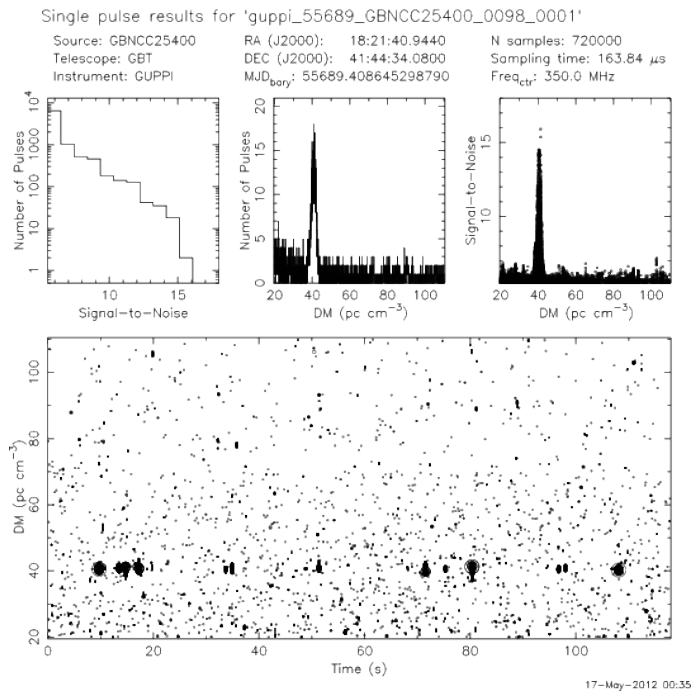 Single pulse results for 'guppi_55689_GBNCC25400_0098_0001'
Source: GBNCC25400 RA (J2000): 18:21:40.9440 N samples: 720000
Telescope: GBT DEC (J2000): 41:44:34.0800 Sampling time: 163.84 μs
Instrument: GUPPI MJD_bary: 55689.408645298790 Freq_ctr: 350.0 MHz
Number of Pulses
10^4
1000
100
10
1
10 15
Signal-to-Noise
Number of Pulses
20
15
10
5
0
20 40 60 80 100
DM (pc cm^-3)
Signal-to-Noise
15
10
20 40 60 80 100
DM (pc cm^-3)
DM (pc cm^-3)
100
80
60
40
20
0 20 40 60 80 100
Time (s)
17-May-2012 00:35